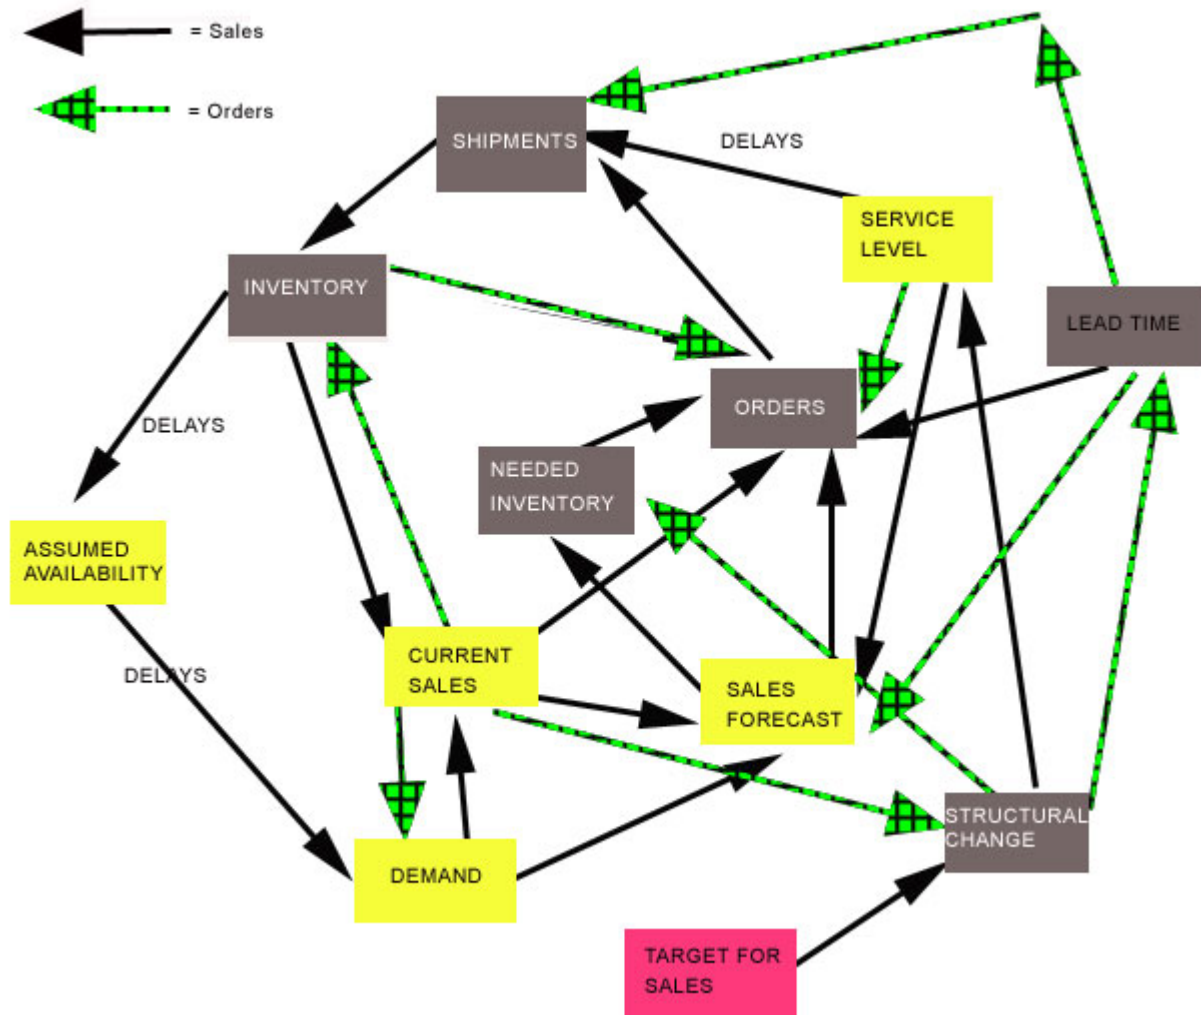 = Sales
= Orders
SHIPMENTS
DELAYS
SERVICE
LEVEL
INVENTORY
LEAD TIME
ORDERS
DELAYS
NEEDED
INVENTORY
ASSUMED
AVAILABILITY
CURRENT
SALES
DELAYS
SALES
FORECAST
STRUCTURAL
CHANGE
DEMAND
TARGET FOR
SALES